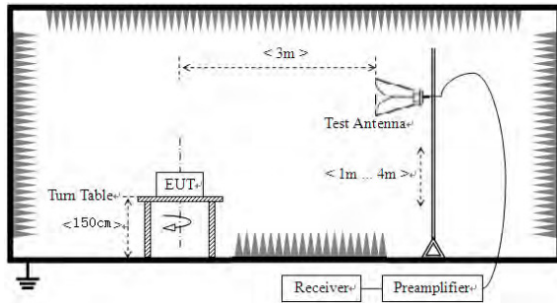 < 3m >
Test Antenna
< 1m ... 4m >
EUT
Turn Table
<150cm>
Receiver
Preamplifier